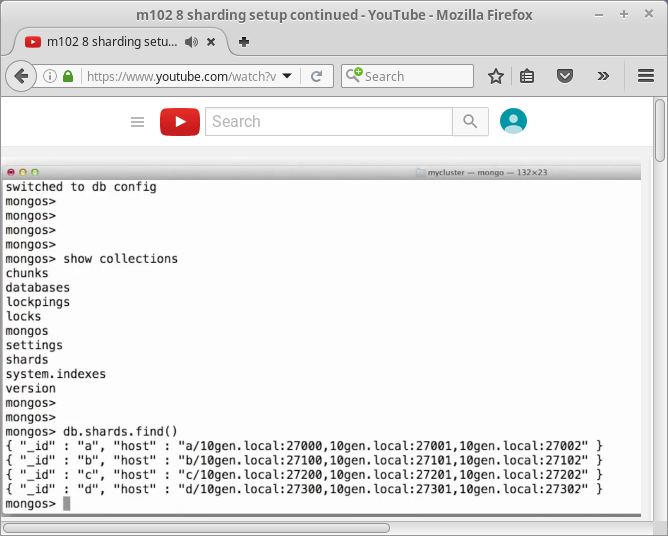 m102 8 sharding setup continued - YouTube - Mozilla Firefox
m102 8 sharding setu...
https://www.youtube.com/watch?v
Search
Search
mycluster — mongo — 132×23
switched to db config
mongos>
mongos>
mongos>
mongos>
mongos> show collections
chunks
databases
lockpings
locks
mongos
settings
shards
system.indexes
version
mongos>
mongos>
mongos> db.shards.find()
{ "_id" : "a", "host" : "a/10gen.local:27000,10gen.local:27001,10gen.local:27002" }
{ "_id" : "b", "host" : "b/10gen.local:27100,10gen.local:27101,10gen.local:27102" }
{ "_id" : "c", "host" : "c/10gen.local:27200,10gen.local:27201,10gen.local:27202" }
{ "_id" : "d", "host" : "d/10gen.local:27300,10gen.local:27301,10gen.local:27302" }
mongos>